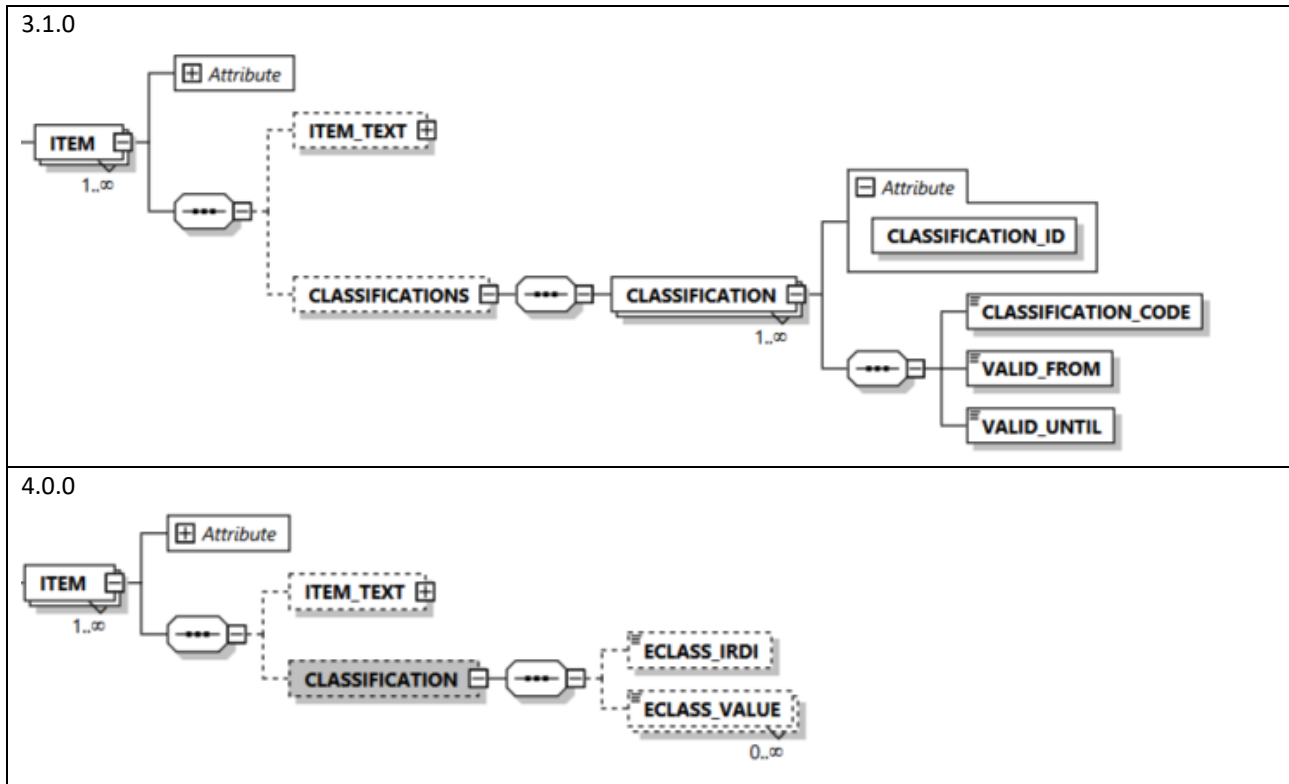 3.1.0
Attribute
ITEM
1..∞
ITEM_TEXT
CLASSIFICATIONS
CLASSIFICATION
1..∞
Attribute
CLASSIFICATION_ID
CLASSIFICATION_CODE
VALID_FROM
VALID_UNTIL
4.0.0
Attribute
ITEM
1..∞
ITEM_TEXT
CLASSIFICATION
ECLASS_IRDI
ECLASS_VALUE
0..∞